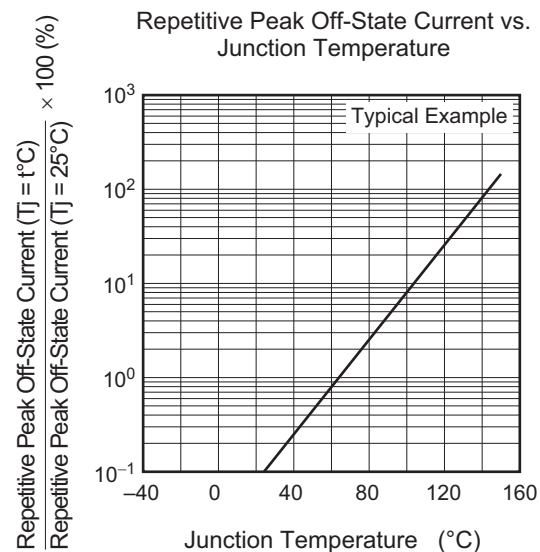 Repetitive Peak Off-State Current vs.
Junction Temperature
Repetitive Peak Off-State Current (Tj = t°C)
Repetitive Peak Off-State Current (Tj = 25°C)
× 100 (%)
10³
10²
10¹
10⁰
10⁻¹
Typical Example
–40 0 40 80 120 160
Junction Temperature (°C)